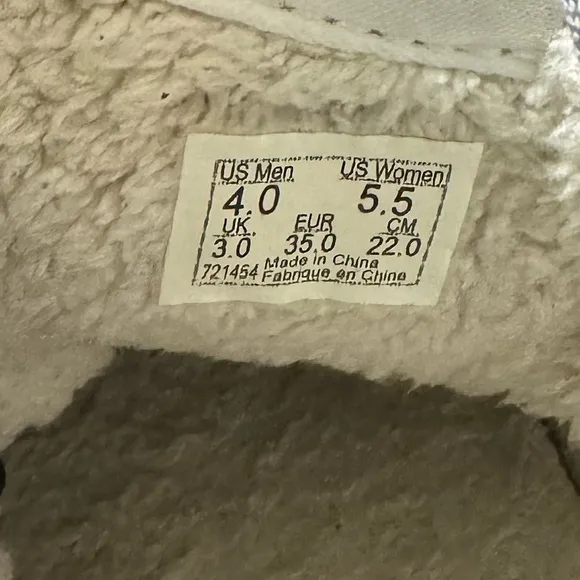 US Men US Women
4.0 5.5
UK EUR CM
3.0 35.0 22.0
721454 Made in China
Fabrique en China